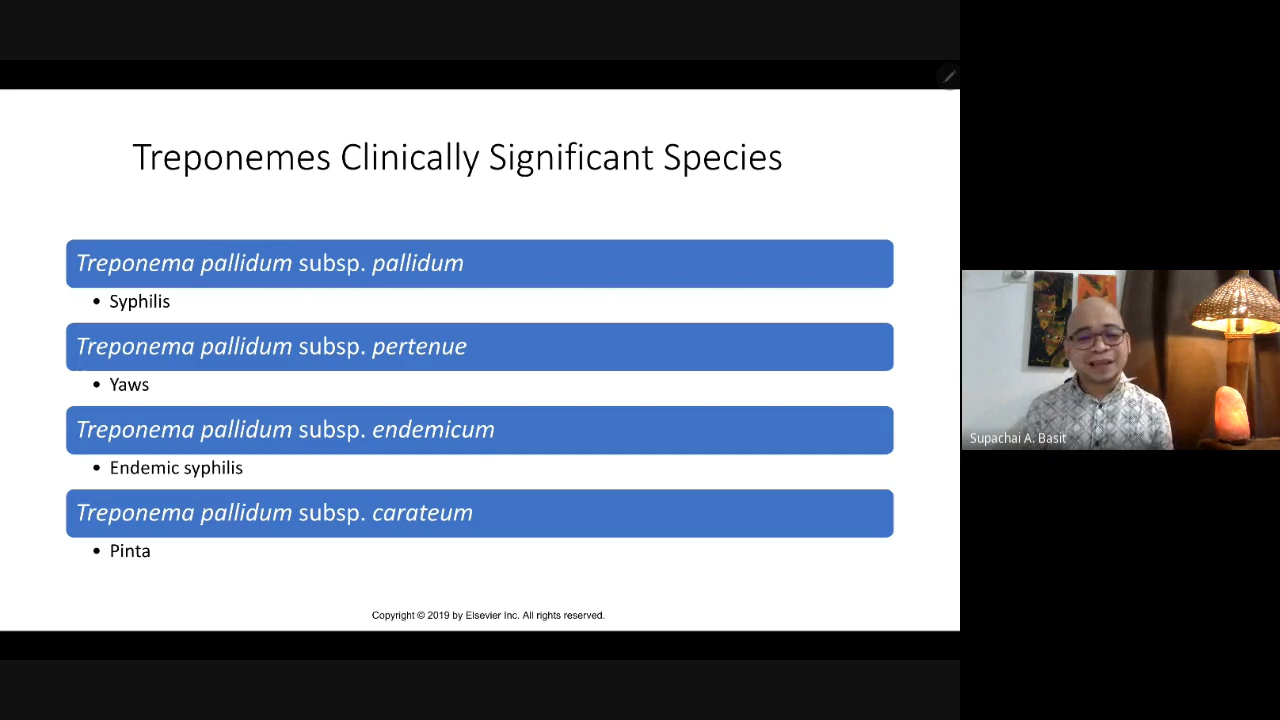 Treponemes Clinically Significant Species
Treponema pallidum subsp. pallidum
• Syphilis
Treponema pallidum subsp. pertenue
• Yaws
Treponema pallidum subsp. endemicum
• Endemic syphilis
Treponema pallidum subsp. carateum
• Pinta
Copyright © 2019 by Elsevier Inc. All rights reserved.
Supachai A. Basit